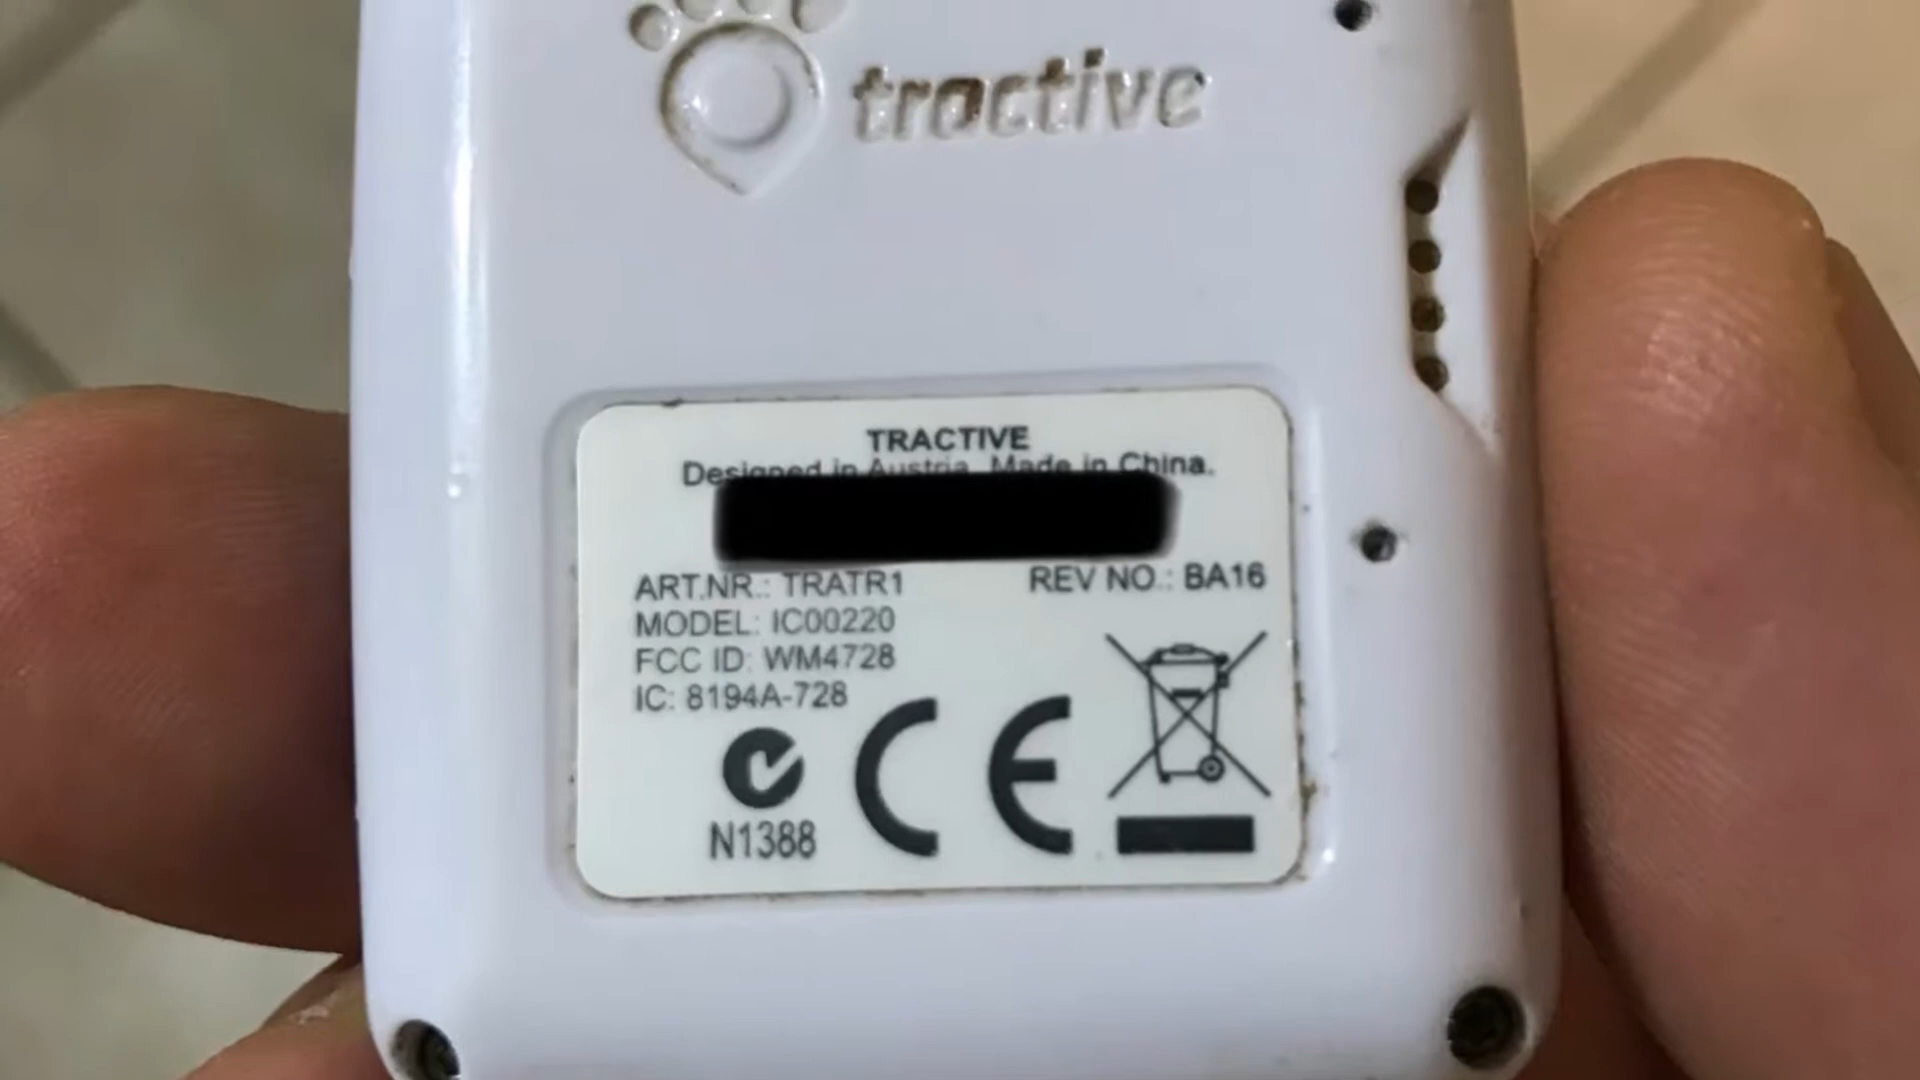 tractive
TRACTIVE
Designed in Austria. Made in China.
ART.NR.: TRATR1 REV NO.: BA16
MODEL: IC00220
FCC ID: WM4728
IC: 8194A-728
CE
N1388